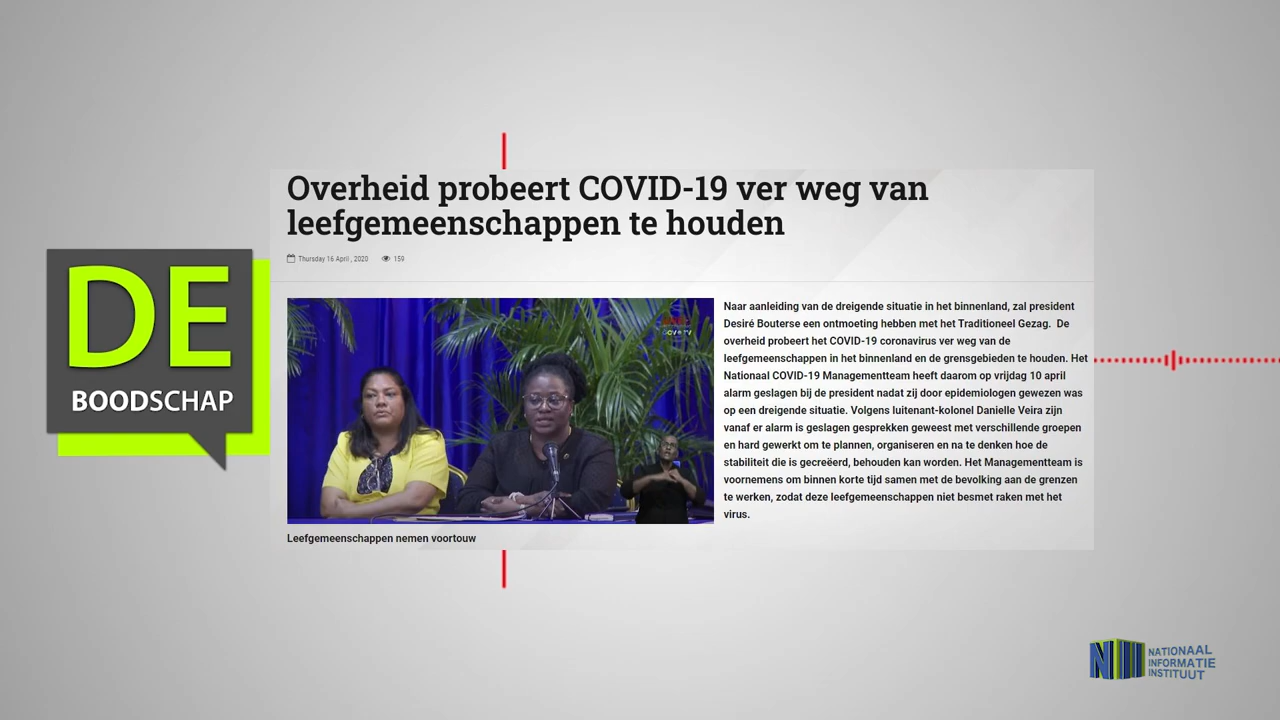 Overheid probeert COVID-19 ver weg van
leefgemeenschappen te houden
Thursday 16 April , 2020 159
DE
BOODSCHAP
Naar aanleiding van de dreigende situatie in het binnenland, zal president
Desiré Bouterse een ontmoeting hebben met het Traditioneel Gezag. De
overheid probeert het COVID-19 coronavirus ver weg van de
leefgemeenschappen in het binnenland en de grensgebieden te houden. Het
Nationaal COVID-19 Managementteam heeft daarom op vrijdag 10 april
alarm geslagen bij de president nadat zij door epidemiologen gewezen was
op een dreigende situatie. Volgens luitenant-kolonel Danielle Veira zijn
vanaf er alarm is geslagen gesprekken geweest met verschillende groepen
en hard gewerkt om te plannen, organiseren en na te denken hoe de
stabiliteit die is gecreëerd, behouden kan worden. Het Managementteam is
voornemens om binnen korte tijd samen met de bevolking aan de grenzen
te werken, zodat deze leefgemeenschappen niet besmet raken met het
virus.
Leefgemeenschappen nemen voortouw
NII NATIONAAL
INFORMATIE
INSTITUUT